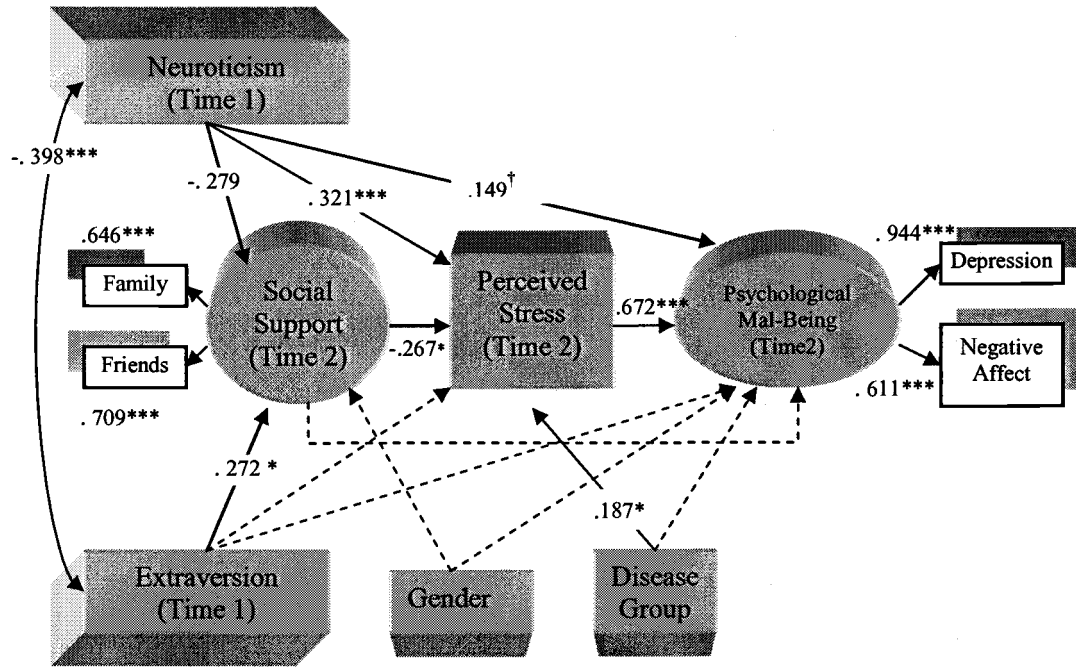 Neuroticism
(Time 1)
-. 398***
-. 279
. 321***
.149†
.646***
Family
Friends
. 709***
Social
Support
(Time 2)
-.267*
Perceived
Stress
(Time 2)
.672***
Psychological
Mal-Being
(Time2)
. 944***
Depression
Negative
Affect
. 611***
. 272 *
.187*
Extraversion
(Time 1)
Gender
Disease
Group